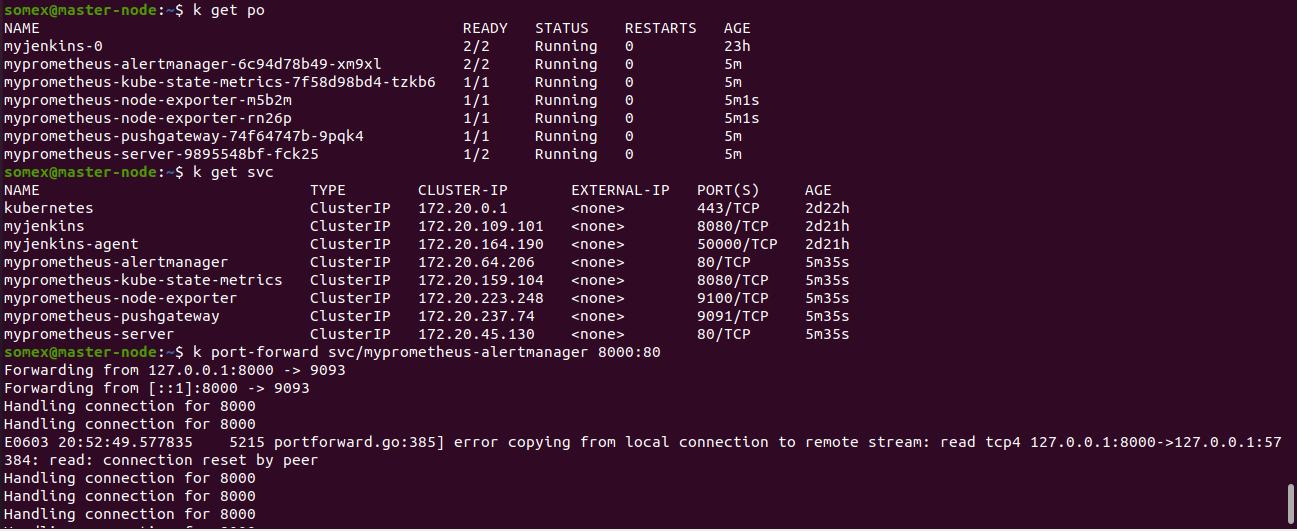 somex@master-node:~$ k get po
NAME READY STATUS RESTARTS AGE
myjenkins-0 2/2 Running 0 23h
myprometheus-alertmanager-6c94d78b49-xm9xl 2/2 Running 0 5m
myprometheus-kube-state-metrics-7f58d98bd4-tzkb6 1/1 Running 0 5m
myprometheus-node-exporter-m5b2m 1/1 Running 0 5m1s
myprometheus-node-exporter-rn26p 1/1 Running 0 5m1s
myprometheus-pushgateway-74f64747b-9pqk4 1/1 Running 0 5m
myprometheus-server-9895548bf-fck25 1/2 Running 0 5m
somex@master-node:~$ k get svc
NAME TYPE CLUSTER-IP EXTERNAL-IP PORT(S) AGE
kubernetes ClusterIP 172.20.0.1 <none> 443/TCP 2d22h
myjenkins ClusterIP 172.20.109.101 <none> 8080/TCP 2d21h
myjenkins-agent ClusterIP 172.20.164.190 <none> 50000/TCP 2d21h
myprometheus-alertmanager ClusterIP 172.20.64.206 <none> 80/TCP 5m35s
myprometheus-kube-state-metrics ClusterIP 172.20.159.104 <none> 8080/TCP 5m35s
myprometheus-node-exporter ClusterIP 172.20.223.248 <none> 9100/TCP 5m35s
myprometheus-pushgateway ClusterIP 172.20.237.74 <none> 9091/TCP 5m35s
myprometheus-server ClusterIP 172.20.45.130 <none> 80/TCP 5m35s
somex@master-node:~$ k port-forward svc/myprometheus-alertmanager 8000:80
Forwarding from 127.0.0.1:8000 -> 9093
Forwarding from [::1]:8000 -> 9093
Handling connection for 8000
Handling connection for 8000
E0603 20:52:49.577835 5215 portforward.go:385] error copying from local connection to remote stream: read tcp4 127.0.0.1:8000->127.0.0.1:57
384: read: connection reset by peer
Handling connection for 8000
Handling connection for 8000
Handling connection for 8000
Handling connection for 8000